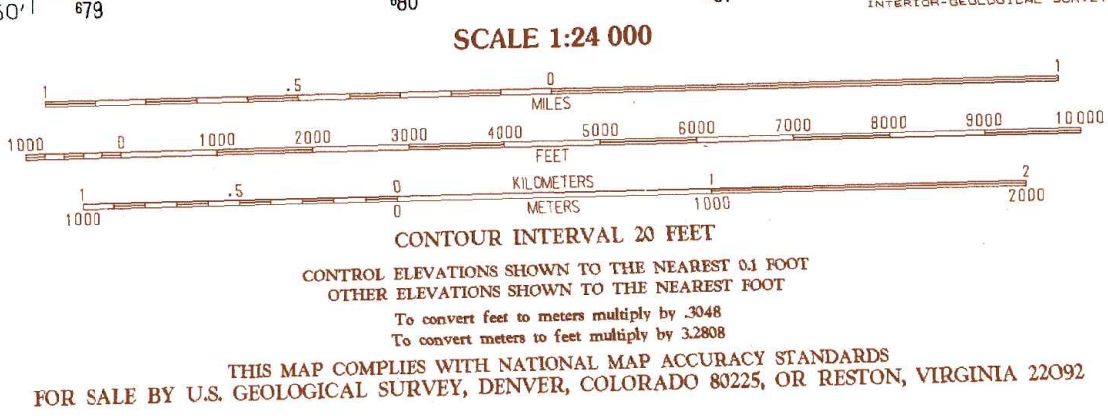 50' 679 680
SCALE 1:24 000
1 .5 0 1
MILES
1000 0 1000 2000 3000 4000 5000 6000 7000 8000 9000 10000
FEET
1 .5 0 KILOMETERS 1 2
1000 0 METERS 1000 2000
CONTOUR INTERVAL 20 FEET
CONTROL ELEVATIONS SHOWN TO THE NEAREST 0.1 FOOT
OTHER ELEVATIONS SHOWN TO THE NEAREST FOOT
To convert feet to meters multiply by .3048
To convert meters to feet multiply by 3.2808
THIS MAP COMPLIES WITH NATIONAL MAP ACCURACY STANDARDS
FOR SALE BY U.S. GEOLOGICAL SURVEY, DENVER, COLORADO 80225, OR RESTON, VIRGINIA 22092